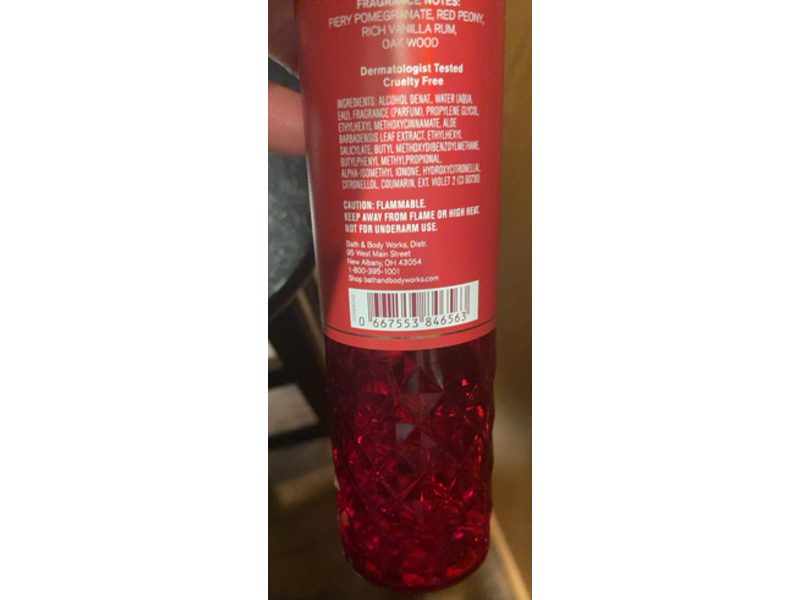 FRAGRANCE NOTES:
FIERY POMEGRANATE, RED PEONY,
RICH VANILLA RUM,
OAK WOOD
Dermatologist Tested
Cruelty Free
INGREDIENTS: ALCOHOL DENAT., WATER (AQUA,
EAU), FRAGRANCE (PARFUM), PROPYLENE GLYCOL,
ETHYLHEXYL METHOXYCINNAMATE, ALOE
BARBADENSIS LEAF EXTRACT, ETHYLHEXYL
SALICYLATE, BUTYL METHOXYDIBENZOYLMETHANE,
BUTYLPHENYL METHYLPROPIONAL,
ALPHA-ISOMETHYL IONONE, HYDROXYCITRONELLAL,
CITRONELLOL, COUMARIN, EXT. VIOLET 2 (CI 60730)
CAUTION: FLAMMABLE.
KEEP AWAY FROM FLAME OR HIGH HEAT.
NOT FOR UNDERARM USE.
Bath & Body Works, Distr.
95 West Main Street
New Albany, OH 43054
1-800-395-1001
Shop bathandbodyworks.com
0 667553 846563